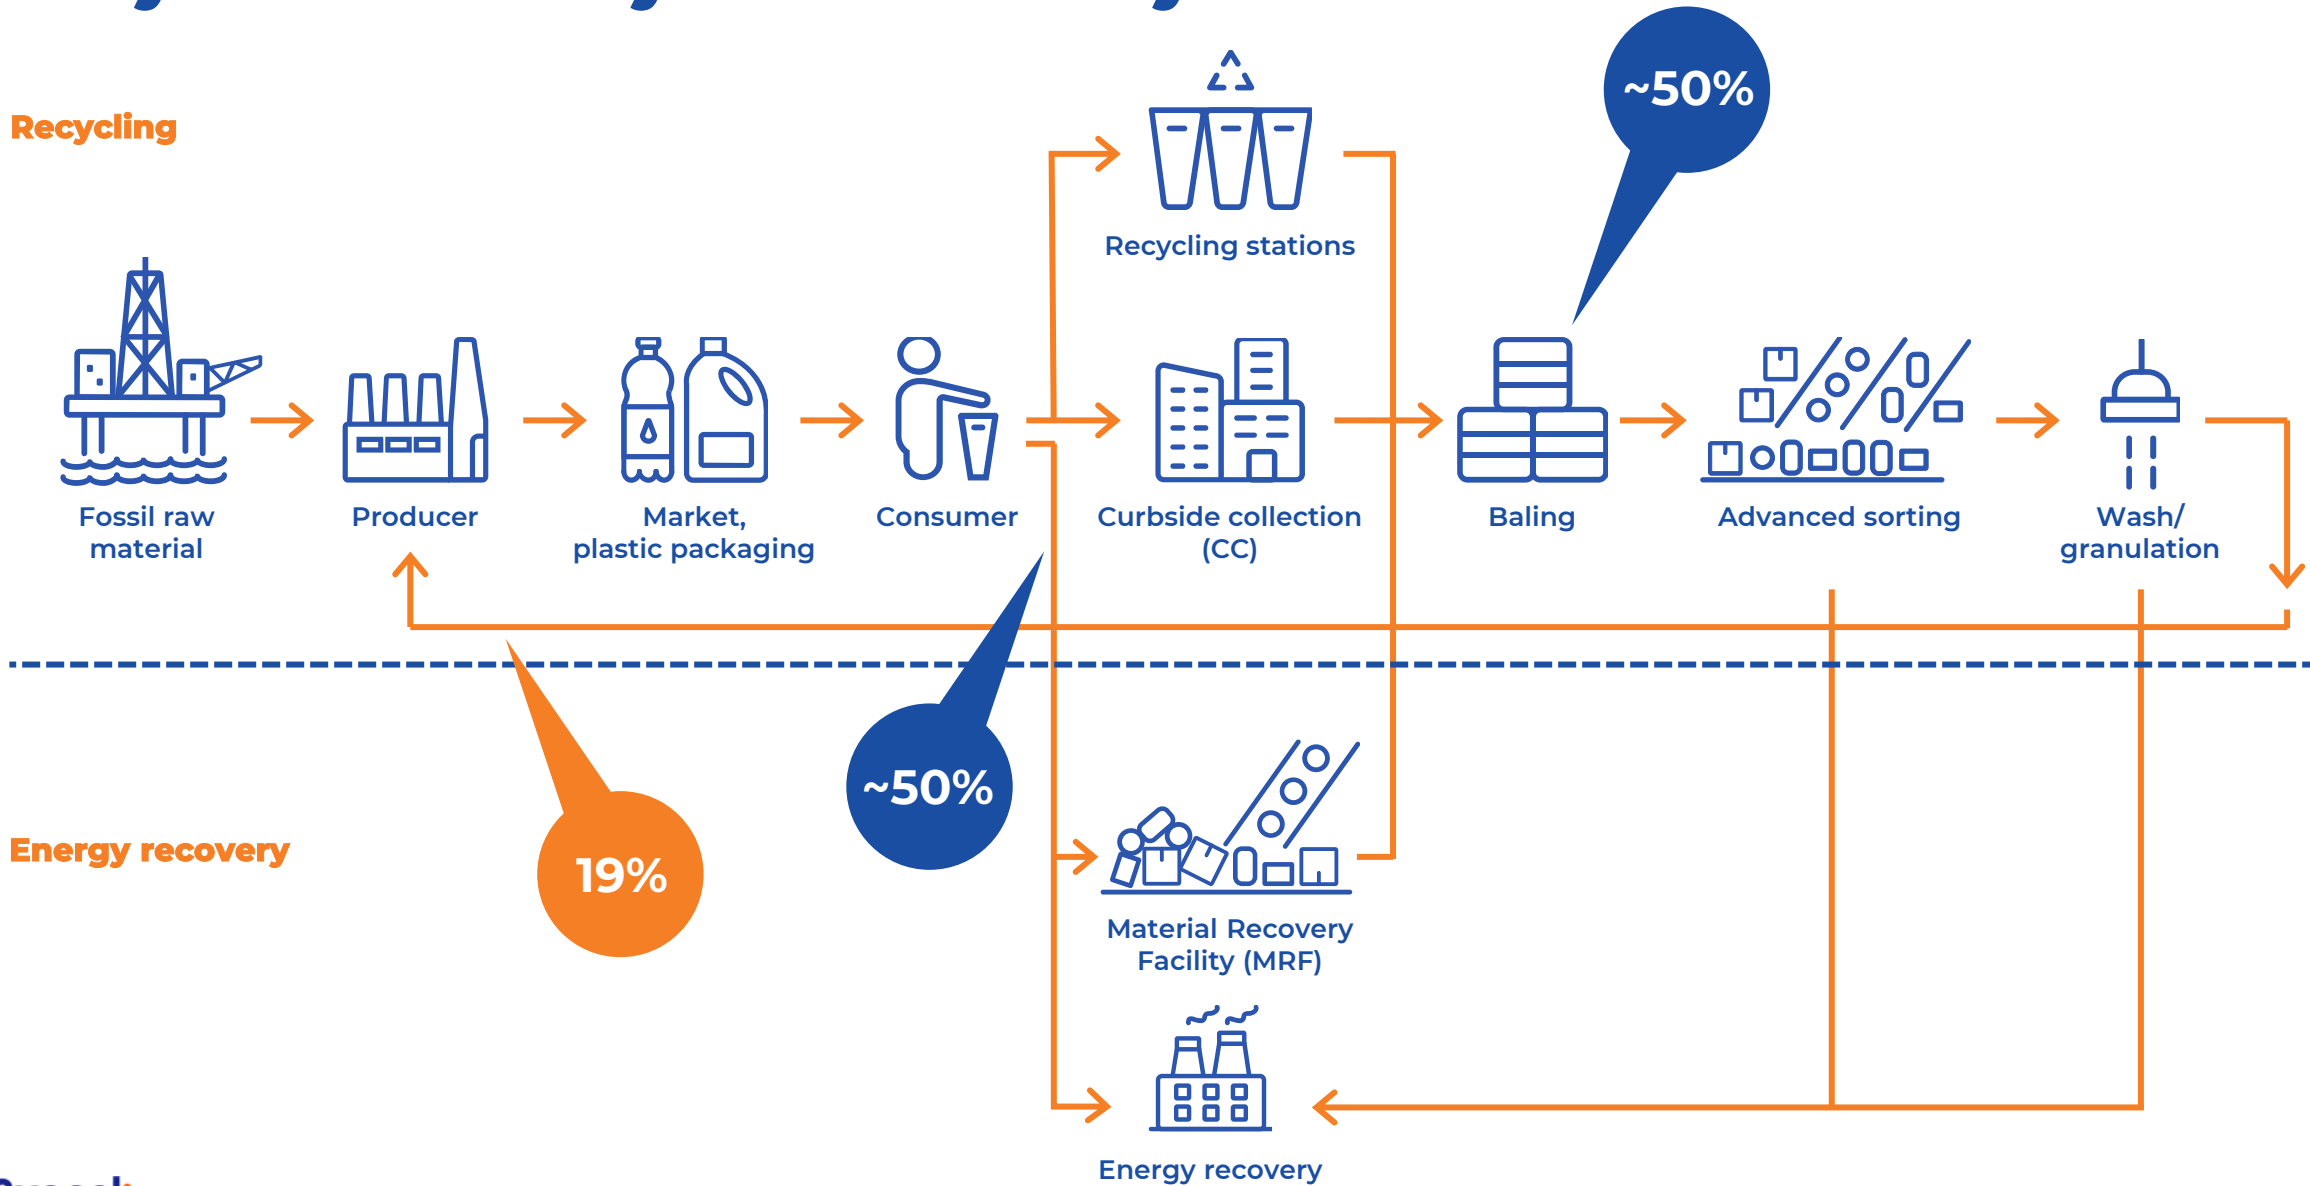 Recycling
~50%
Recycling stations
Fossil raw
material
Producer
Market,
plastic packaging
Consumer
Curbside collection
(CC)
Baling
Advanced sorting
Wash/
granulation
~50%
19%
Energy recovery
Material Recovery
Facility (MRF)
Energy recovery